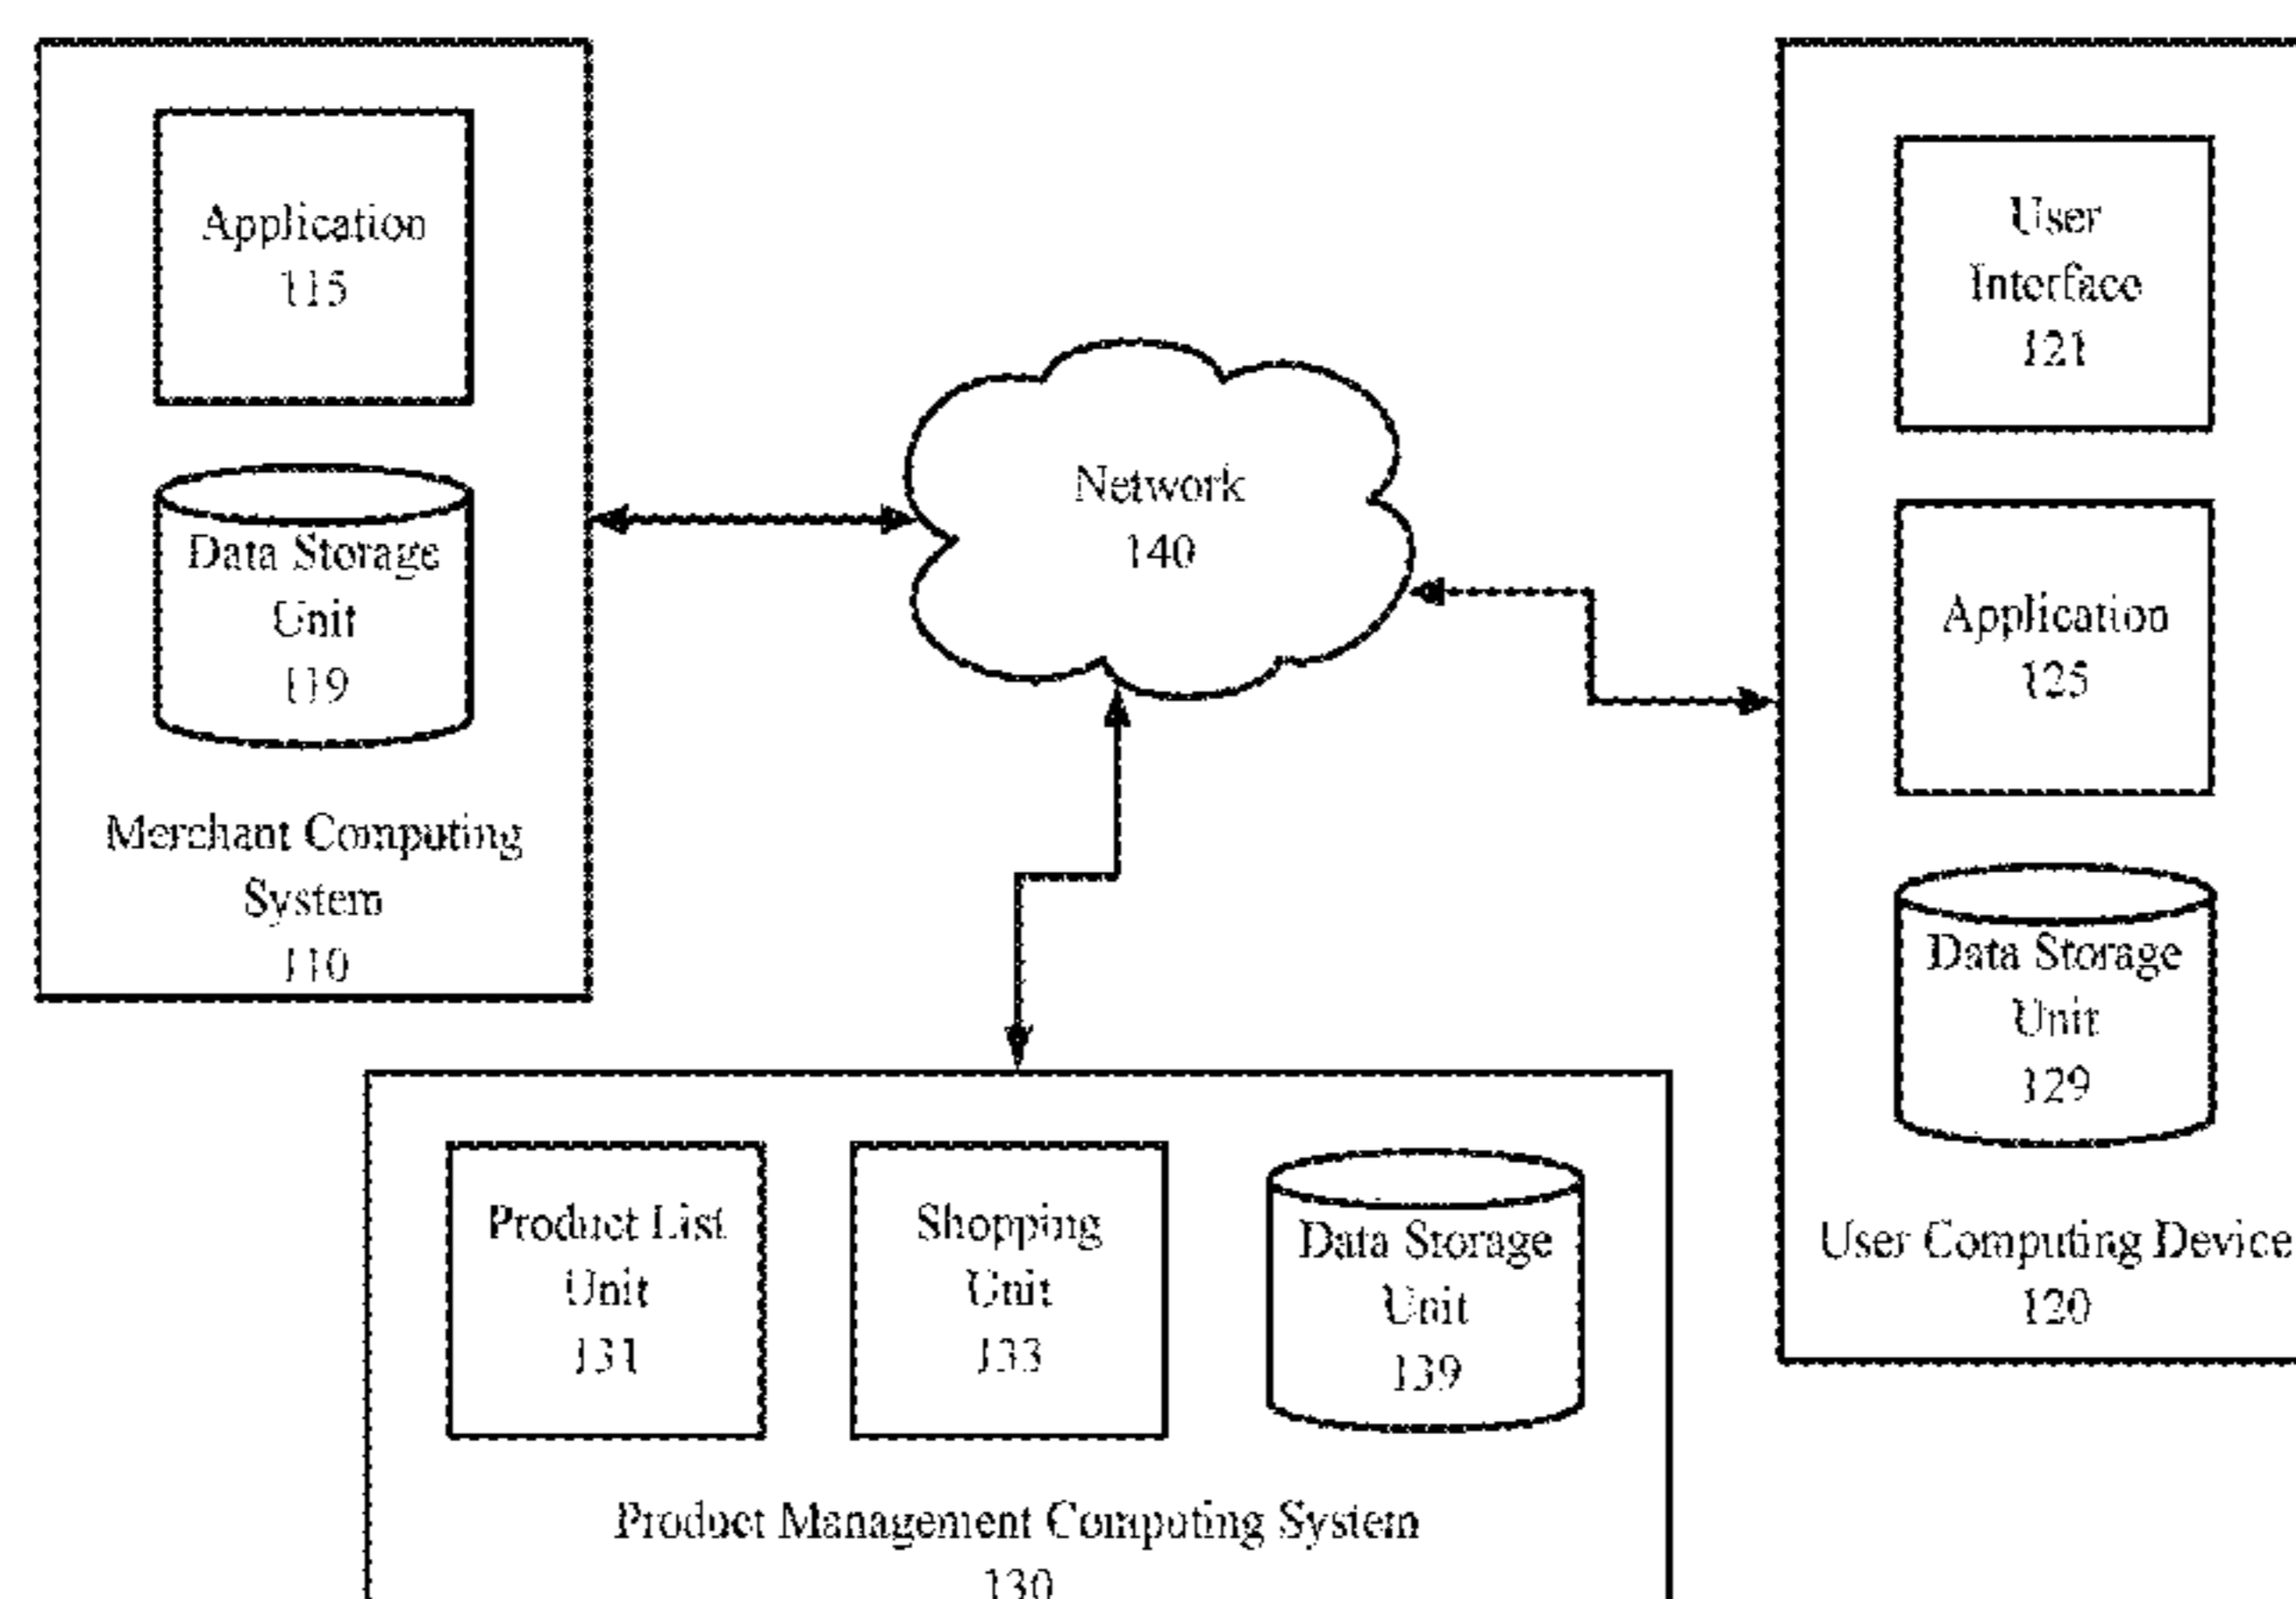 Application
115
Data Storage
Unit
119
Merchant Computing
System
110
Network
140
User
Interface
121
Application
125
Data Storage
Unit
129
User Computing Device
120
Product List
Unit
131
Shopping
Unit
133
Data Storage
Unit
139
Product Management Computing System
130